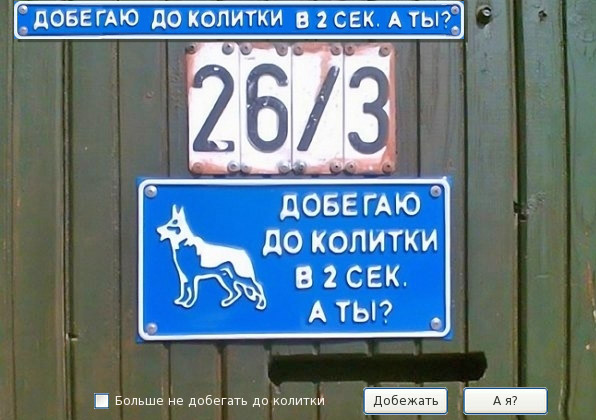 ДОБЕГАЮ ДО КОЛИТКИ В 2 СЕК. А ТЫ?
26/3
ДОБЕГАЮ
ДО КОЛИТКИ
В 2 СЕК.
А ТЫ?
Больше не добегать до колитки
Добежать
А я?